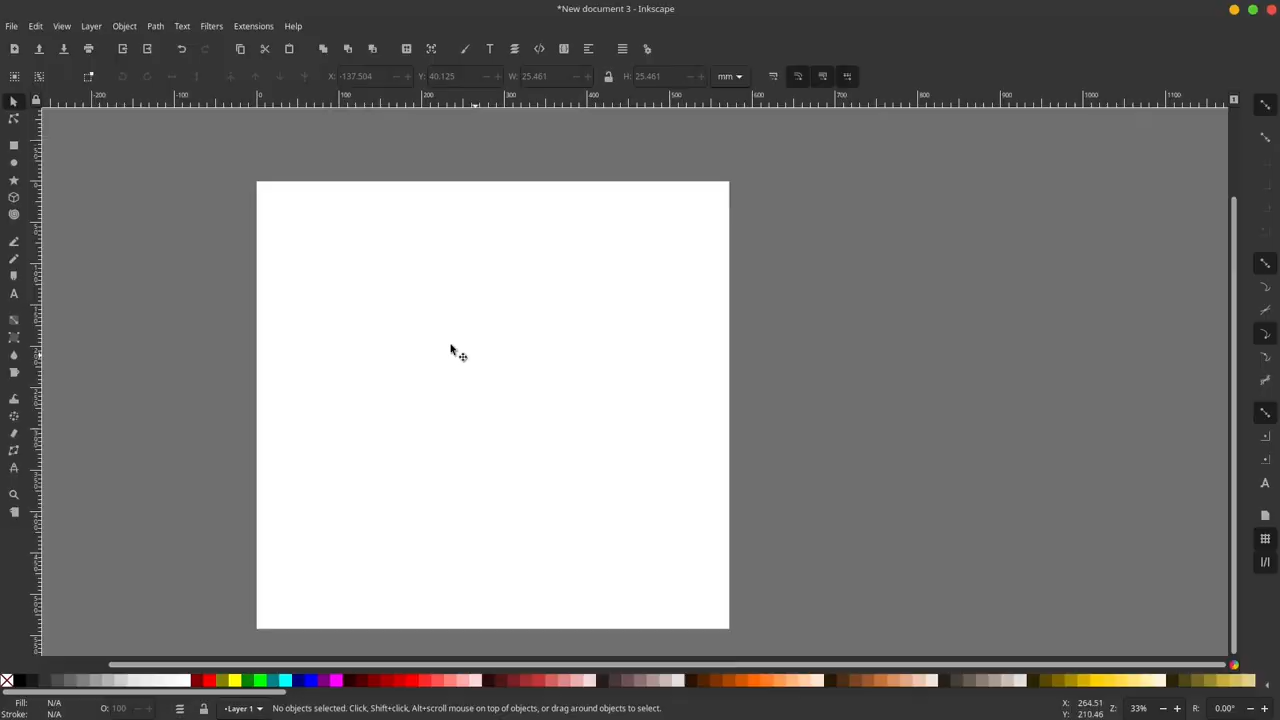 *New document 3 - Inkscape
File Edit View Layer Object Path Text Filters Extensions Help
X: -137.504 Y: 40.125 W: 25.461 H: 25.461 mm
-200 -100 0 100 200 300 400 500 600 700 800 900 1000 1100
1
Fill: N/A
Stroke: N/A
O: 100
•Layer 1
No objects selected. Click, Shift+click, Alt+scroll mouse on top of objects, or drag around objects to select.
X: 264.51
Y: 210.46
Z: 33%
R: 0.00°